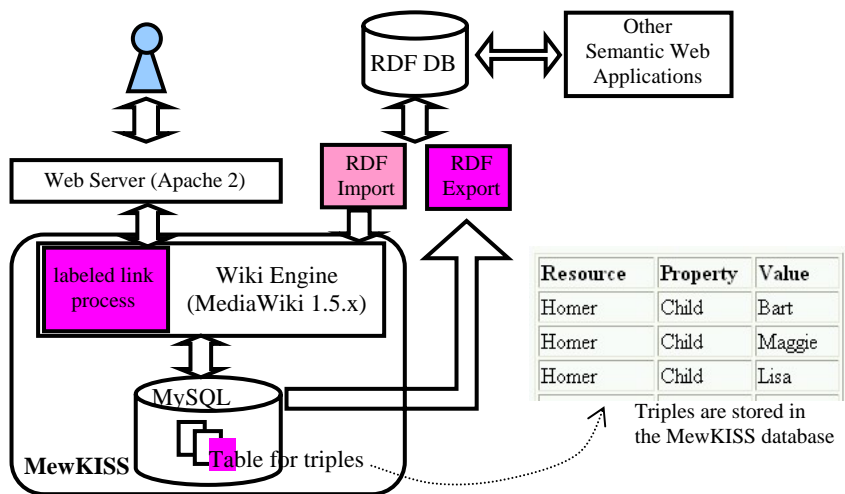 RDF DB
Other
Semantic Web
Applications
Web Server (Apache 2)
RDF
Import
RDF
Export
labeled link
process
Wiki Engine
(MediaWiki 1.5.x)
MySQL
Table for triples
MewKISS
Resource Property Value
Homer Child Bart
Homer Child Maggie
Homer Child Lisa
Triples are stored in
the MewKISS database